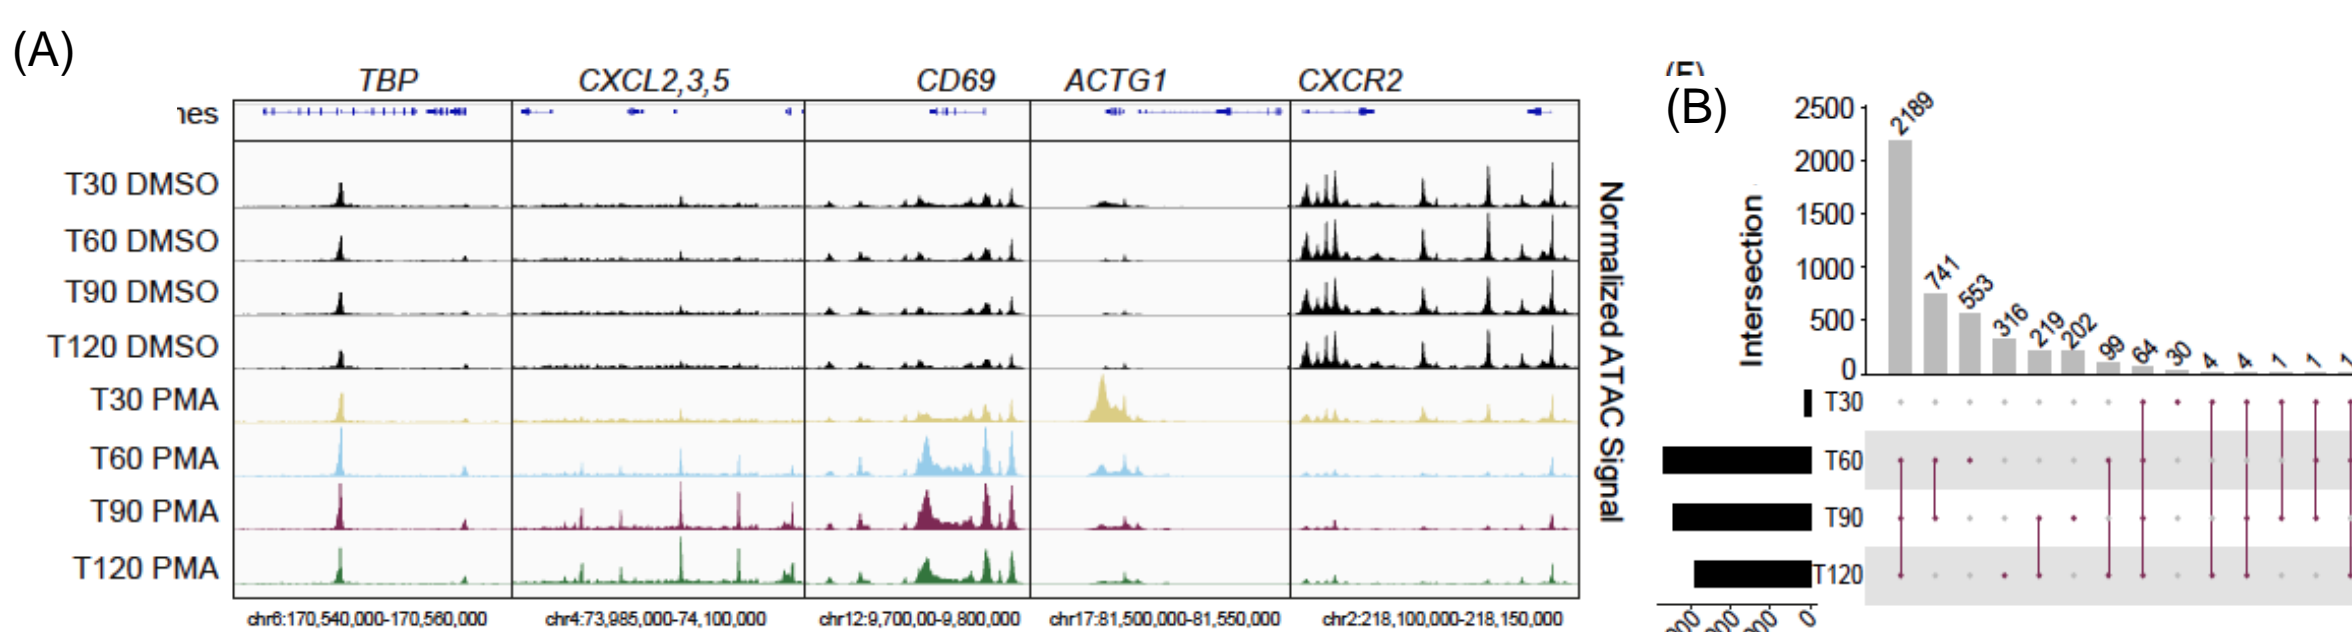 (A)
TBP CXCL2,3,5 CD69 ACTG1 CXCR2
T30 DMSO
T60 DMSO
T90 DMSO
T120 DMSO
T30 PMA
T60 PMA
T90 PMA
T120 PMA
chr6:170,540,000-170,560,000 chr4:73,985,000-74,100,000 chr12:9,700,00-9,800,000 chr17:81,500,000-81,550,000 chr2:218,100,000-218,150,000
Normalized ATAC Signal
(B)
Intersection
2500
2000
1500
1000
500
0
2189 741 553 316 219 202 99 64 30 4 4 1 1 1
T30
T60
T90
T120
0